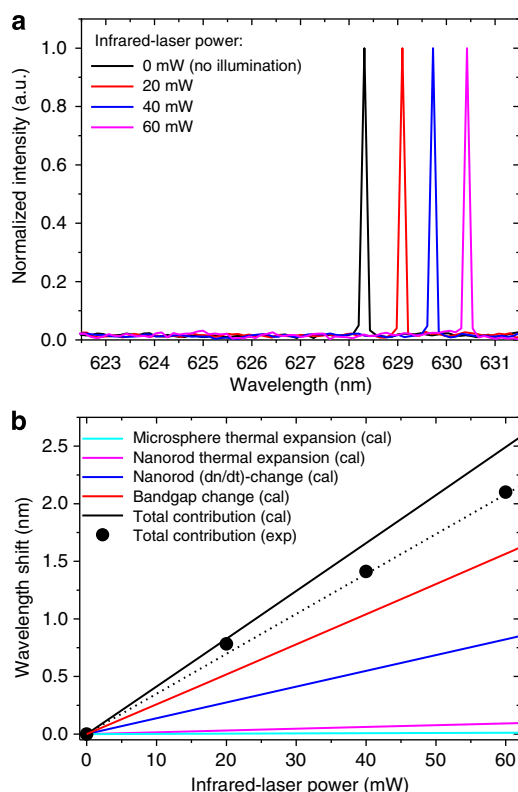 a
Infrared-laser power:
0 mW (no illumination)
20 mW
40 mW
60 mW
Normalized intensity (a.u.)
1.0
0.8
0.6
0.4
0.2
0.0
623 624 625 626 627 628 629 630 631
Wavelength (nm)
b
Microsphere thermal expansion (cal)
Nanorod thermal expansion (cal)
Nanorod (dn/dt)-change (cal)
Bandgap change (cal)
Total contribution (cal)
Total contribution (exp)
Wavelength shift (nm)
2.5
2.0
1.5
1.0
0.5
0.0
0 10 20 30 40 50 60
Infrared-laser power (mW)